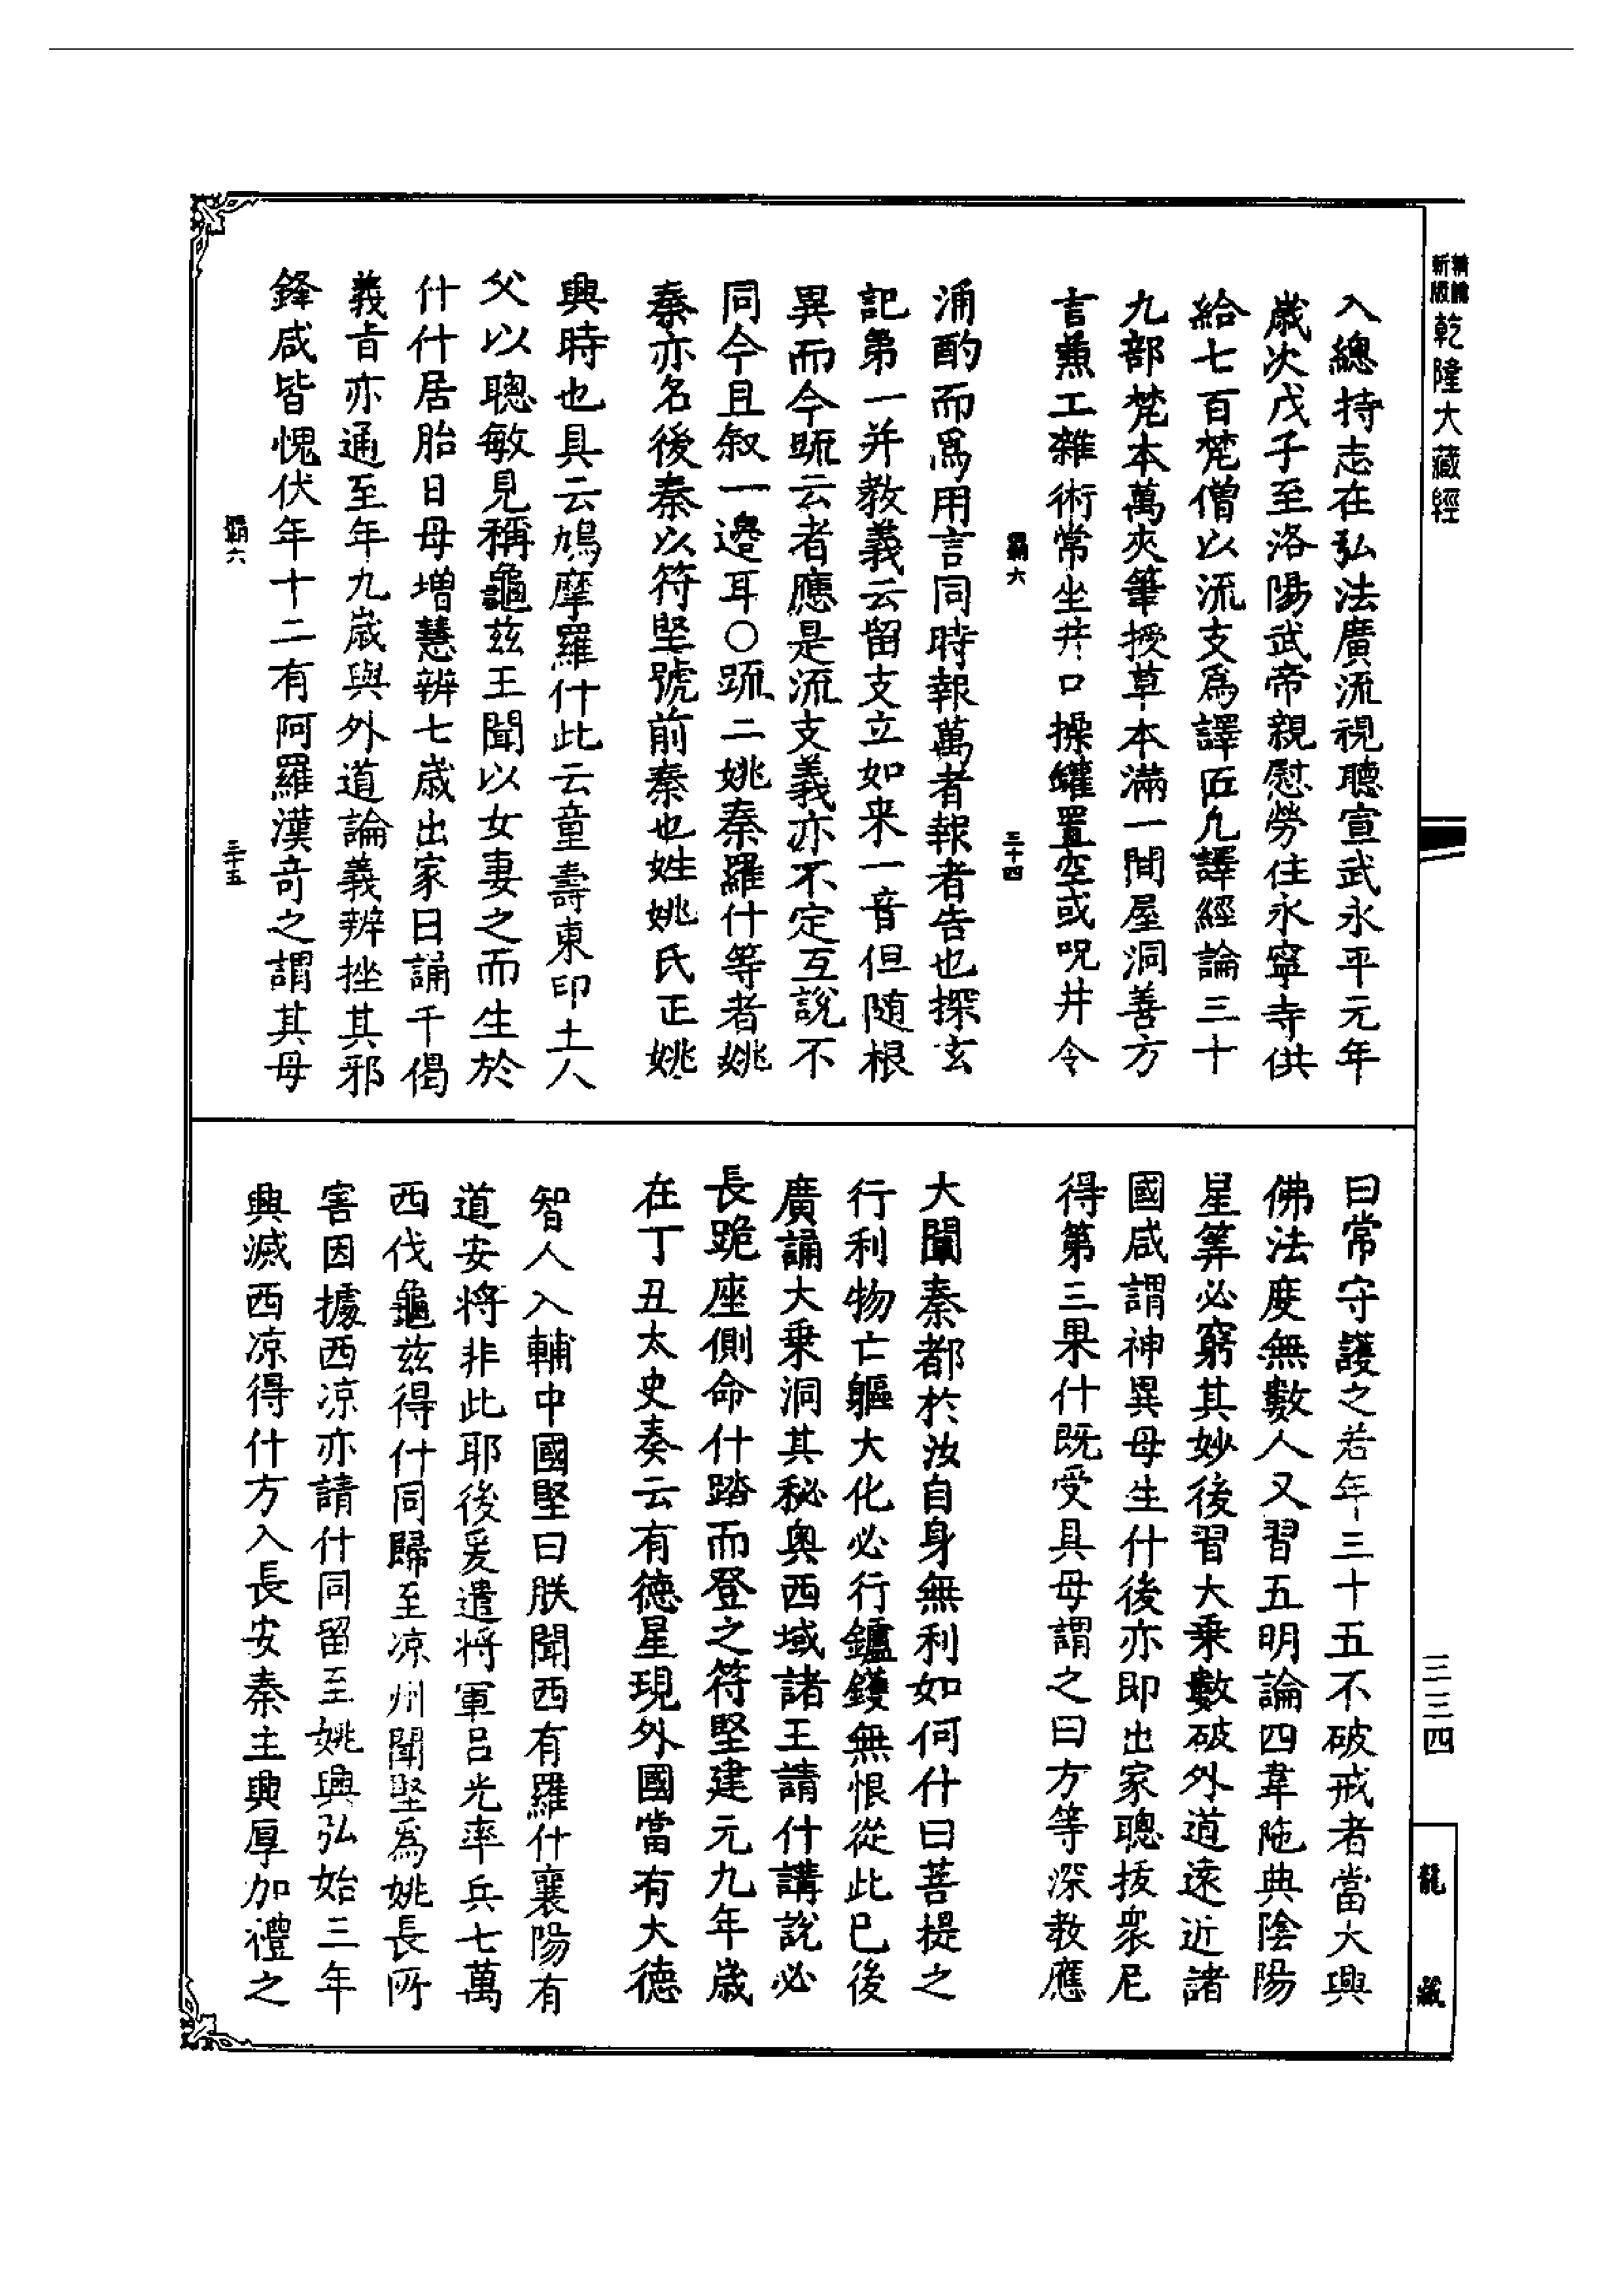 精編
新版
乾隆大藏經
入總持志在弘法廣流視聽宣武永平元年
歲次戊子至洛陽武帝親慰勞住永寧寺供
給七百梵僧以流支為譯匠凡譯經論三十
九部梵本萬夾筆授草本滿一間屋洞善方
言兼工雜術常坐井口操罐置空或呪井令
霸六
三十四
涌酌而為用言同時報萬者報者告也探玄
記第一并教義云留支立如来一音但随根
異而今䟽云者應是流支義亦不定互説不
同今且叙一邊耳○䟽二姚秦羅什等者姚
秦亦名後秦以符堅號前秦也姓姚氏正姚
興時也具云鳩摩羅什此云童壽東印土人
父以聰敏見稱龜茲王聞以女妻之而生於
什什居胎日母增慧辨七歲出家日誦千偈
義旨亦通至年九歲與外道論義辨挫其邪
鋒咸皆愧伏年十二有阿羅漢奇之謂其母
霸六
三十五
曰常守護之若年三十五不破戒者當大興
佛法度無數人又習五明論四韋陁典陰陽
星筭必窮其妙後習大乗數破外道遠近諸
國咸謂神異母生什後亦即出家聰拔衆尼
得第三果什既受具母謂之曰方等深教應
大闡秦都於汝自身無利如何什曰菩提之
行利物亡軀大化必行鑪鑊無恨從此已後
廣誦大乗洞其秘奥西域諸王請什講説必
長跪座側命什踏而登之符堅建元九年歲
在丁丑太史奏云有德星現外國當有大德
智人入輔中國堅曰朕聞西有羅什襄陽有
道安将非此耶後爰遣将軍呂光率兵七萬
西伐龜茲得什同歸至凉州聞堅為姚長所
害因據西凉亦請什同留至姚興弘始三年
興滅西凉得什方入長安秦主興厚加禮之
三三四
龍藏